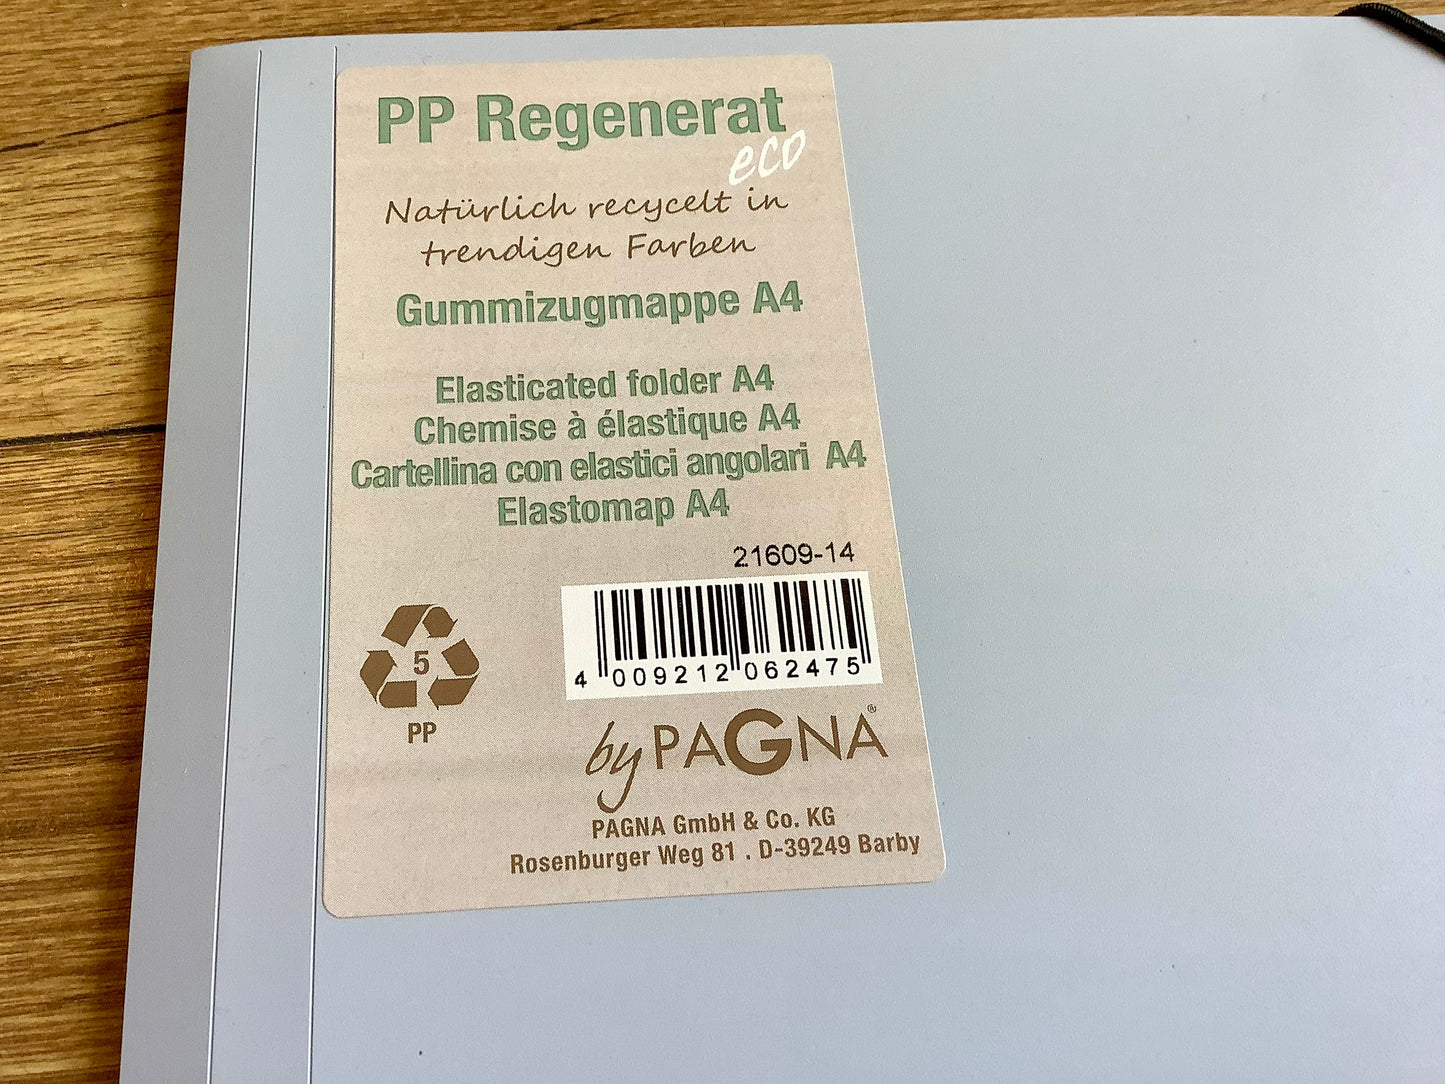 PP Regenerat
eco
Natürlich recycelt in
trendigen Farben
Gummizugmappe A4
Elasticated folder A4
Chemise à élastique A4
Cartellina con elastici angolari A4
Elastomap A4
21609-14
4 009212 062475
5
PP
by PAGNA®
PAGNA GmbH & Co. KG
Rosenburger Weg 81 . D-39249 Barby